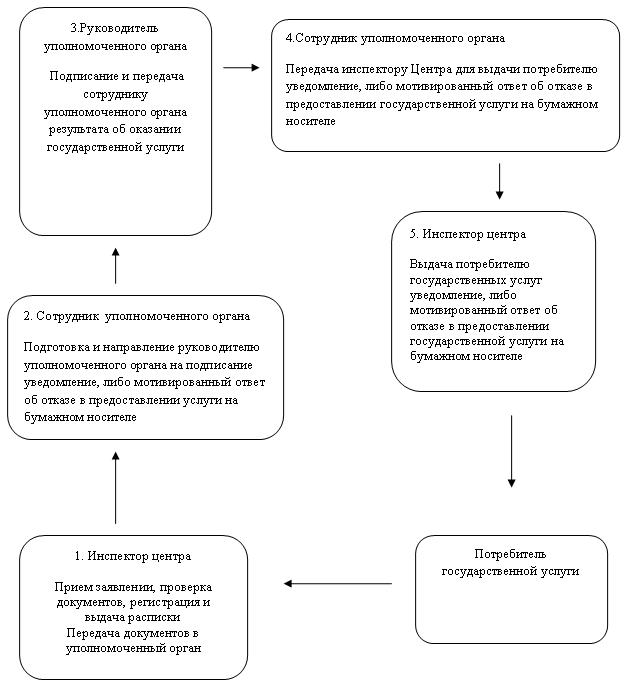 3.Руководитель
уполномоченного органа
Подписание и передача
сотруднику
уполномоченного органа
результата об оказании
государственной услуги
4.Сотрудник уполномоченного органа
Передача инспектору Центра для выдачи потребителю
уведомление, либо мотивированный ответ об отказе в
предоставлении государственной услуги на бумажном
носителе
5. Инспектор центра
Выдача потребителю
государственных услуг
уведомление, либо
мотивированный ответ об
отказе в предоставлении
государственной услуги на
бумажном носителе
2. Сотрудник уполномоченного органа
Подготовка и направление руководителю
уполномоченного органа на подписание
уведомление, либо мотивированный ответ
об отказе в предоставлении услуги на
бумажном носителе
1. Инспектор центра
Прием заявлении, проверка
документов, регистрация и
выдача расписки
Передача документов в
уполномоченный орган
Потребитель
государственной услуги